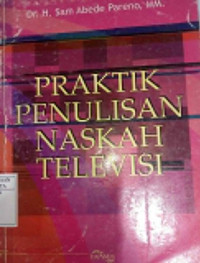 Dr. H. Sam Abede Pareno, MM.
PRAKTIK
PENULISAN
NASKAH
TELEVISI